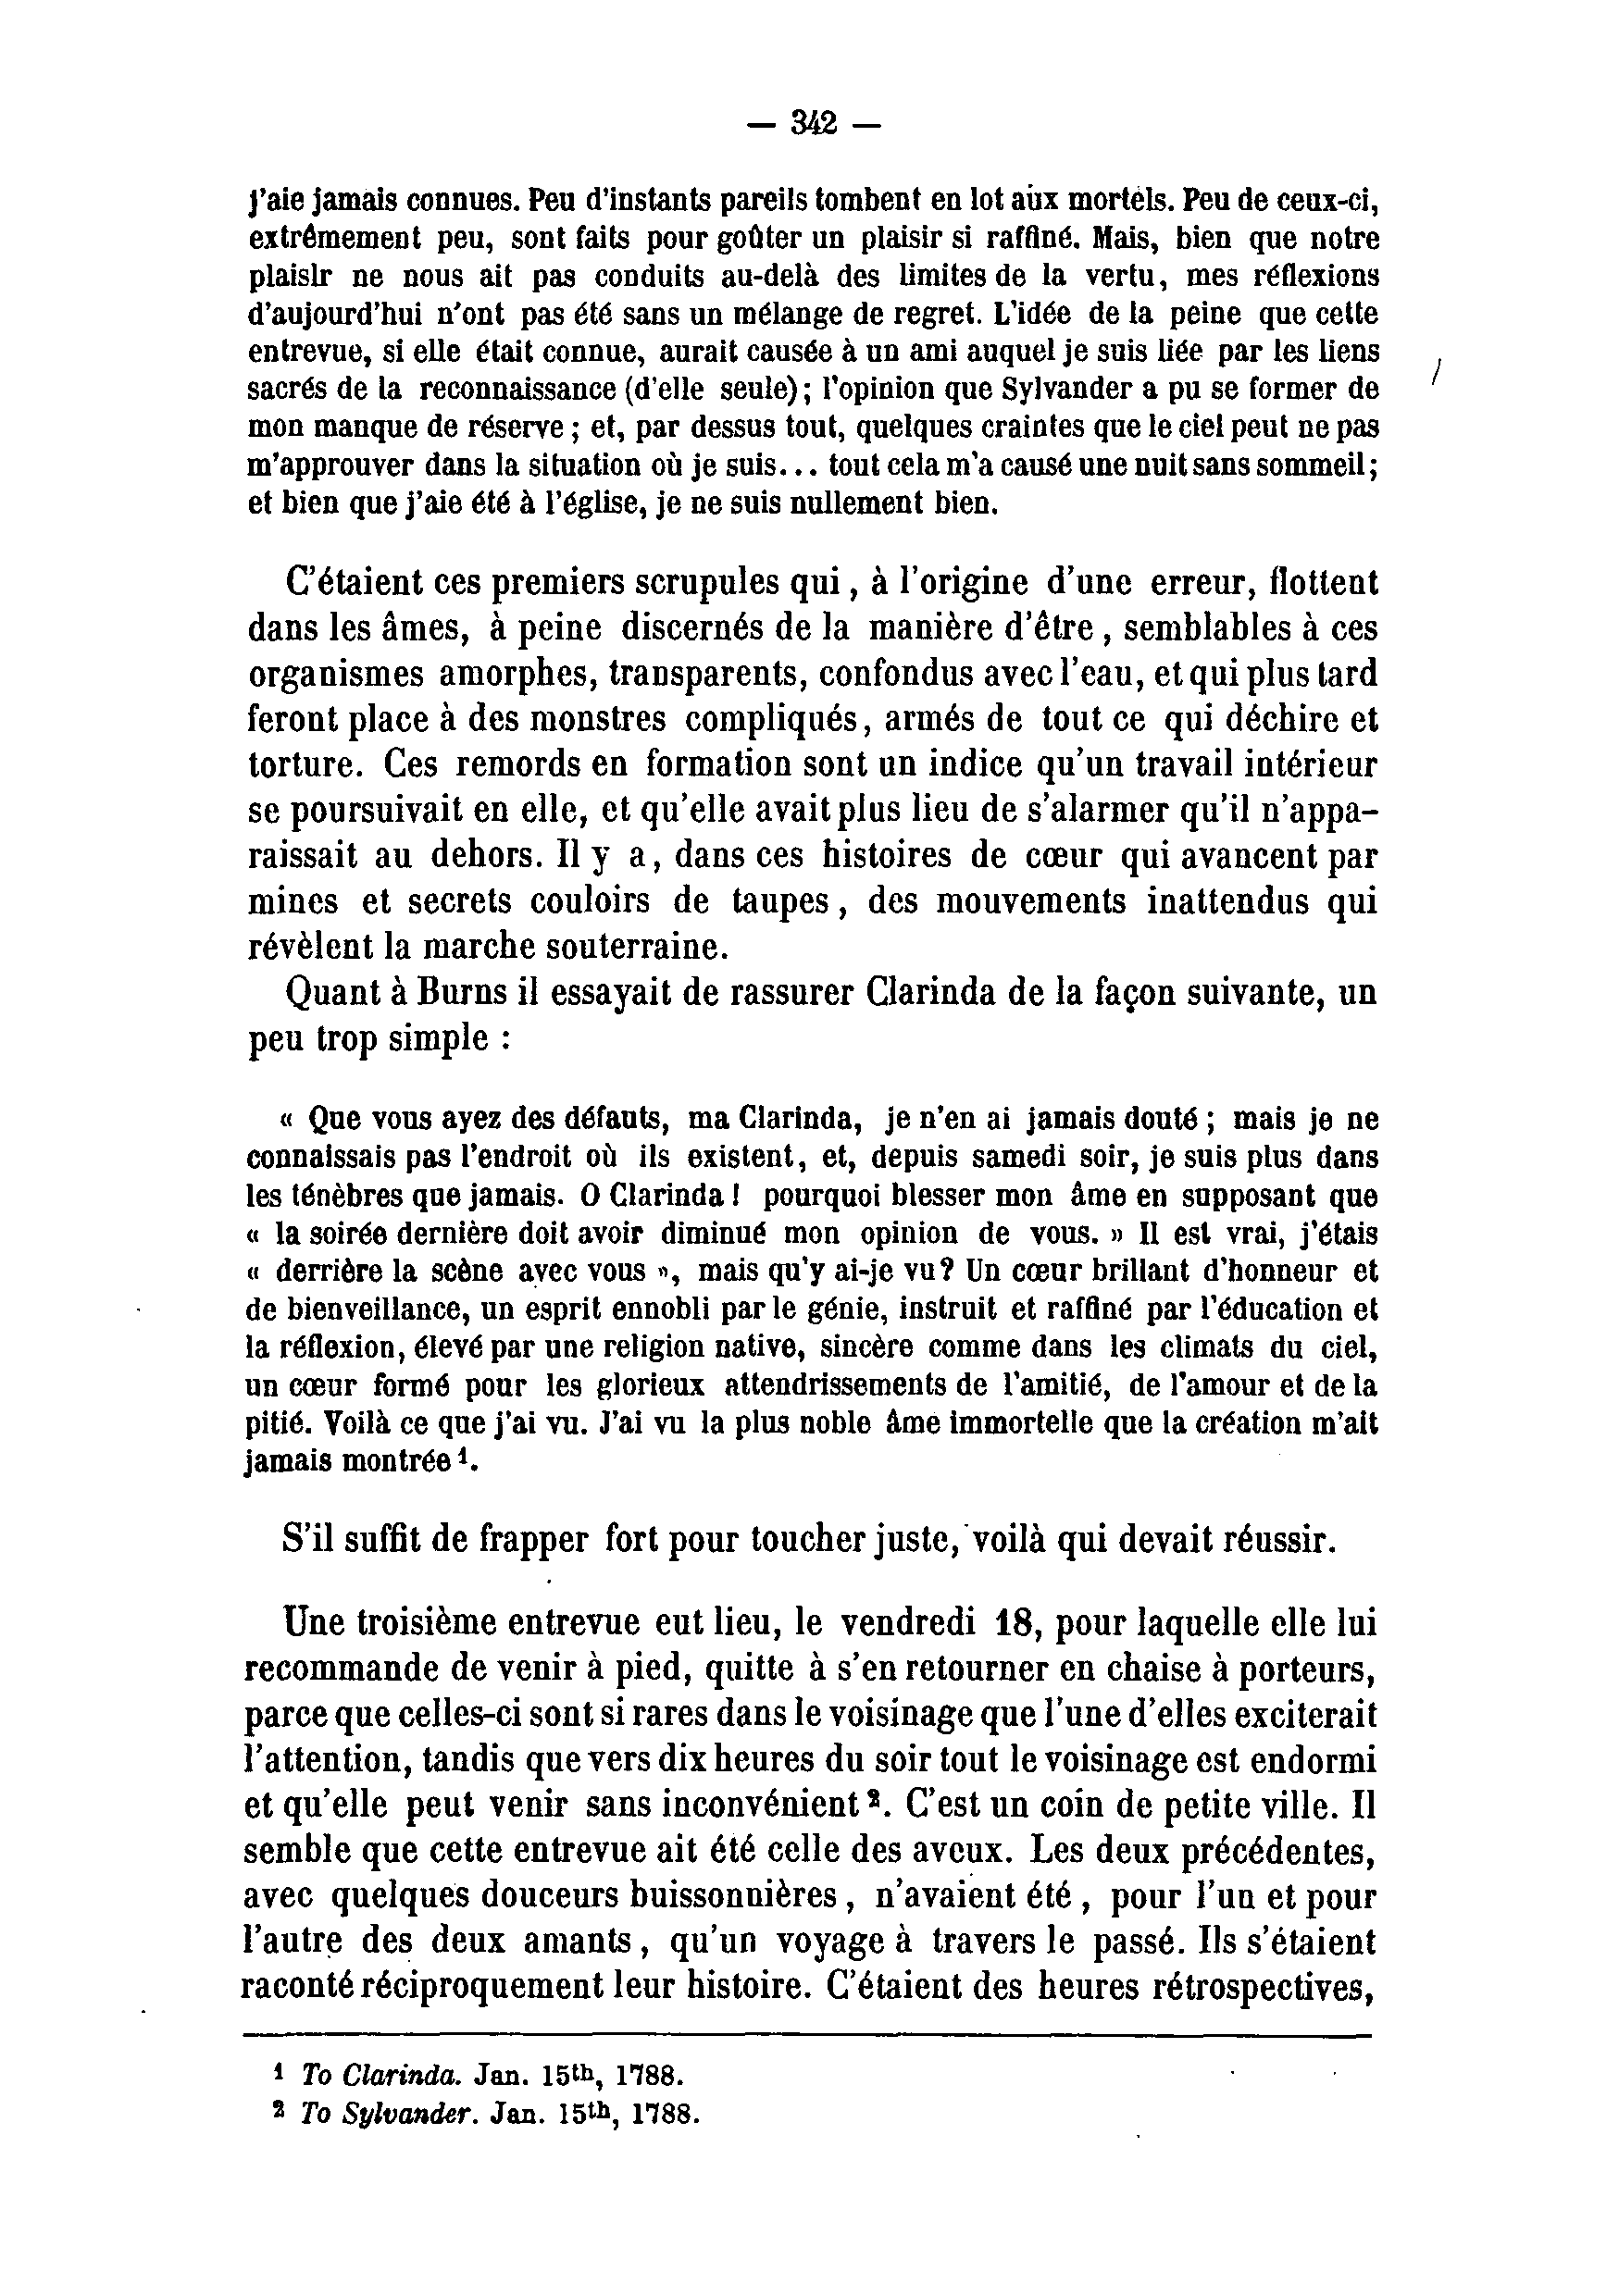 — 342 —
j'aie jamais connues. Peu d'instants pareils tombent en lot aux mortels. Peu de ceux-ci,
extrêmement peu, sont faits pour goûter un plaisir si raffiné. Mais, bien que notre
plaisir ne nous ait pas conduits au-delà des limites de la vertu, mes réflexions
d'aujourd'hui n'ont pas été sans un mélange de regret. L'idée de la peine que cette
entrevue, si elle était connue, aurait causée à un ami auquel je suis liée par les liens
sacrés de la reconnaissance (d'elle seule) ; l'opinion que Sylvander a pu se former de
mon manque de réserve ; et, par dessus tout, quelques craintes que le ciel peut ne pas
m'approuver dans la situation où je suis... tout cela m'a causé une nuit sans sommeil ;
et bien que j'aie été à l'église, je ne suis nullement bien.
C'étaient ces premiers scrupules qui, à l'origine d'une erreur, flottent
dans les âmes, à peine discernés de la manière d'être, semblables à ces
organismes amorphes, transparents, confondus avec l'eau, et qui plus tard
feront place à des monstres compliqués, armés de tout ce qui déchire et
torture. Ces remords en formation sont un indice qu'un travail intérieur
se poursuivait en elle, et qu'elle avait plus lieu de s'alarmer qu'il n'appa-
raissait au dehors. Il y a, dans ces histoires de cœur qui avancent par
mines et secrets couloirs de taupes, des mouvements inattendus qui
révèlent la marche souterraine.
Quant à Burns il essayait de rassurer Clarinda de la façon suivante, un
peu trop simple :
« Que vous ayez des défauts, ma Clarinda, je n'en ai jamais douté ; mais je ne
connaissais pas l'endroit où ils existent, et, depuis samedi soir, je suis plus dans
les ténèbres que jamais. O Clarinda ! pourquoi blesser mon âme en supposant que
« la soirée dernière doit avoir diminué mon opinion de vous. » Il est vrai, j'étais
« derrière la scène avec vous », mais qu'y ai-je vu ? Un cœur brillant d'honneur et
de bienveillance, un esprit ennobli par le génie, instruit et raffiné par l'éducation et
la réflexion, élevé par une religion native, sincère comme dans les climats du ciel,
un cœur formé pour les glorieux attendrissements de l'amitié, de l'amour et de la
pitié. Voilà ce que j'ai vu. J'ai vu la plus noble âme immortelle que la création m'ait
jamais montrée ¹.
S'il suffit de frapper fort pour toucher juste, voilà qui devait réussir.
Une troisième entrevue eut lieu, le vendredi 18, pour laquelle elle lui
recommande de venir à pied, quitte à s'en retourner en chaise à porteurs,
parce que celles-ci sont si rares dans le voisinage que l'une d'elles exciterait
l'attention, tandis que vers dix heures du soir tout le voisinage est endormi
et qu'elle peut venir sans inconvénient ². C'est un coin de petite ville. Il
semble que cette entrevue ait été celle des aveux. Les deux précédentes,
avec quelques douceurs buissonnières, n'avaient été, pour l'un et pour
l'autre des deux amants, qu'un voyage à travers le passé. Ils s'étaient
raconté réciproquement leur histoire. C'étaient des heures rétrospectives,
¹ To Clarinda. Jan. 15th, 1788.
² To Sylvander. Jan. 15th, 1788.